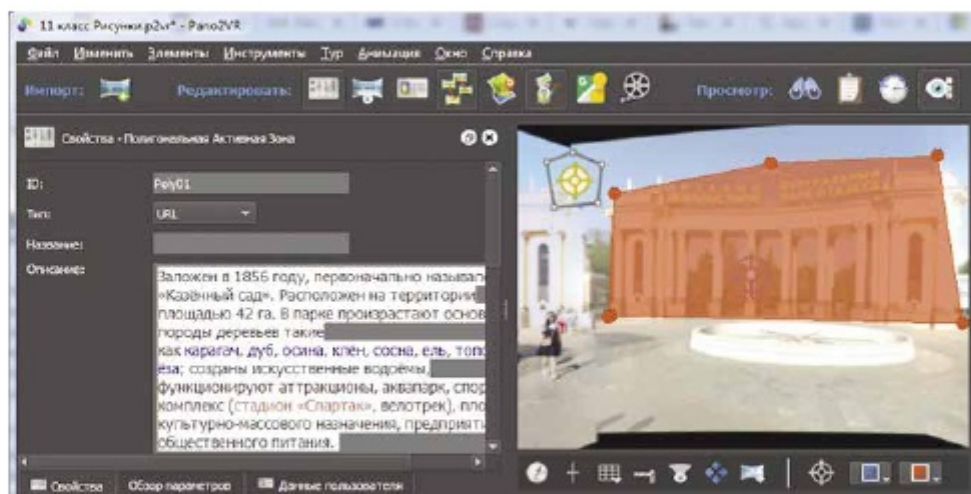 11 класс Рисунки.p2vr* - Pano2VR
Файл Изменить Элементы Инструменты Тур Анимация Окно Справка
Импорт: Редактировать: Просмотр:
Свойства - Полигональная Активная Зона
ID: Poly01
Тип: URL
Название:
Описание:
Заложен в 1856 году, первоначально называл
«Казённый сад». Расположен на территории
площадью 42 га. В парке произрастают основ
породы деревьев такие
как карагач, дуб, осина, клён, сосна, ель, топо
ёза; созданы искусственные водоёмы,
функционируют аттракционы, аквапарк, спор
комплекс (стадион «Спартак», велотрек), пло
культурно-массового назначения, предприяти
общественного питания.
Свойства Обзор параметров Данные пользователя